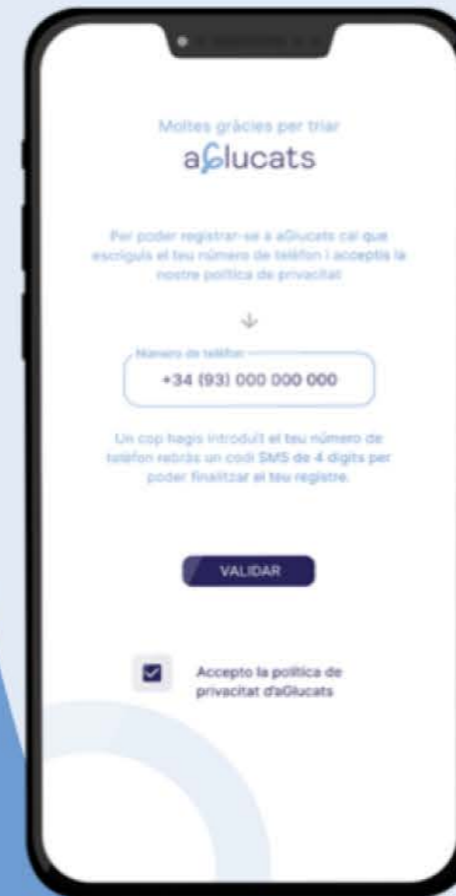 Moltes gràcies per triar
aGlucats
Per poder registrar-se a aGlucats cal que
escriguis el teu número de telèfon i acceptis la
nostre política de privacitat
Número de telèfon
+34 (93) 000 000 000
Un cop hagis introduït el teu número de
telèfon rebràs un codi SMS de 4 dígits per
poder finalitzar el teu registre.
VALIDAR
Accepto la política de
privacitat d'aGlucats